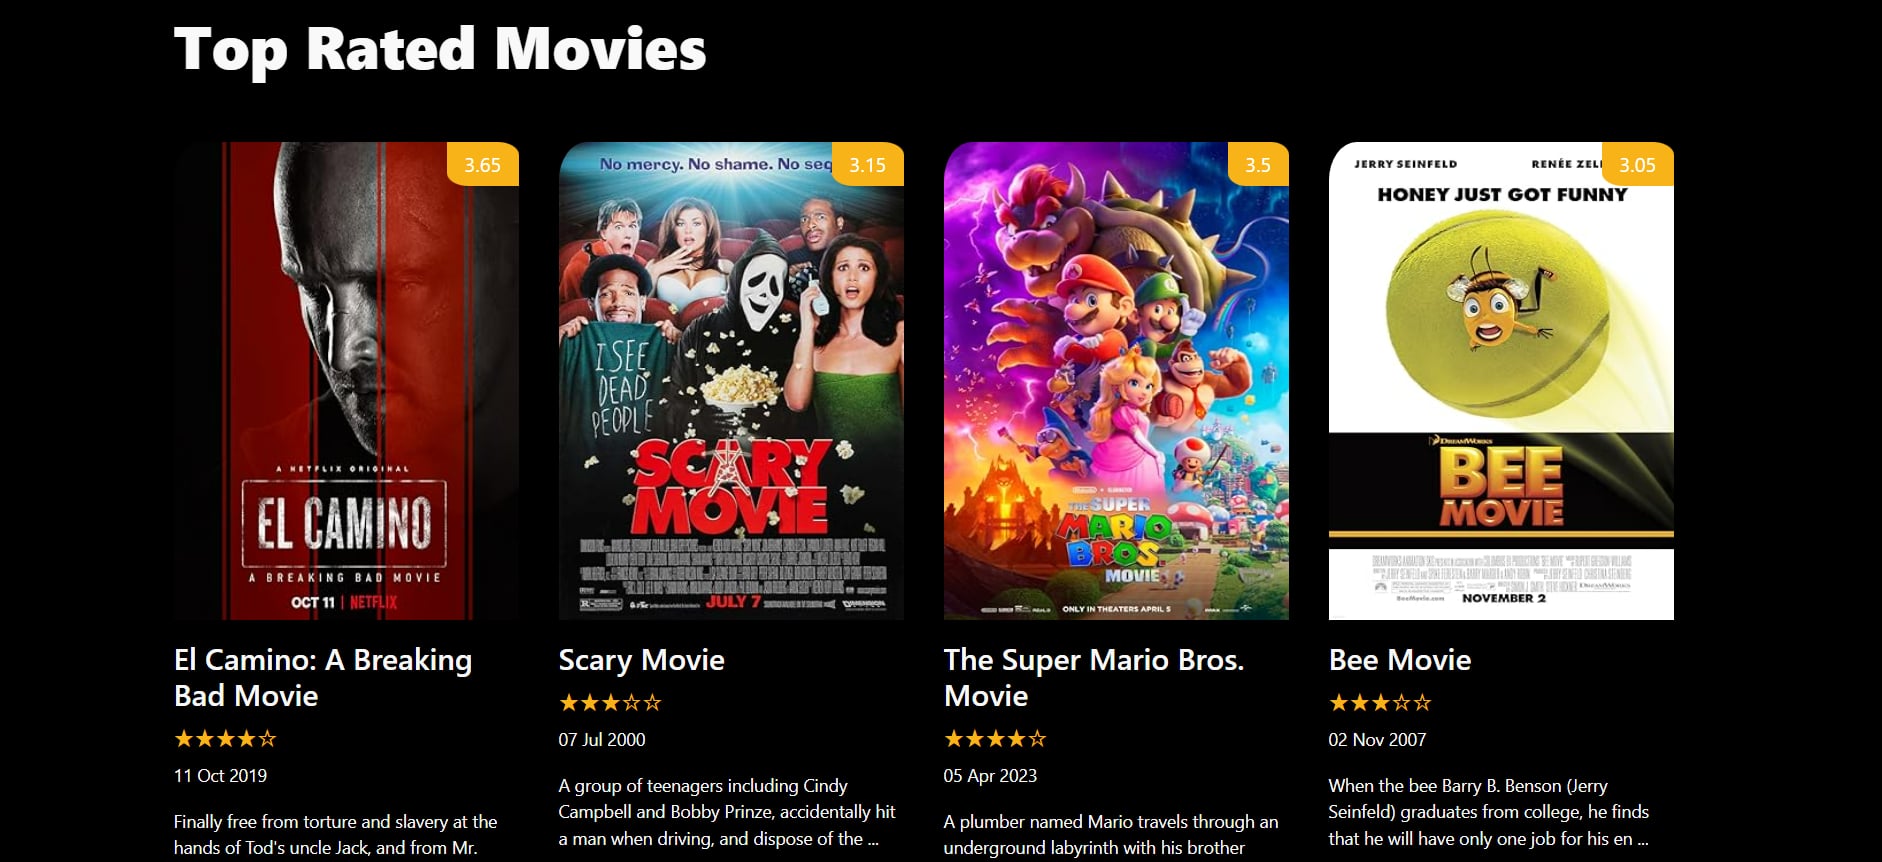 Top Rated Movies
3.65
A NETFLIX ORIGINAL
EL CAMINO
A BREAKING BAD MOVIE
OCT 11 | NETFLIX
El Camino: A Breaking
Bad Movie
★★★★☆
11 Oct 2019
Finally free from torture and slavery at the
hands of Tod's uncle Jack, and from Mr.
No mercy. No shame. No seq
3.15
I SEE
DEAD
PEOPLE
SCARY
MOVIE
JULY 7
DIMENSION
Scary Movie
★★★☆☆
07 Jul 2000
A group of teenagers including Cindy
Campbell and Bobby Prinze, accidentally hit
a man when driving, and dispose of the ...
3.5
THE SUPER
MARIO
BROS.
MOVIE
ONLY IN THEATERS APRIL 5
The Super Mario Bros.
Movie
★★★★☆
05 Apr 2023
A plumber named Mario travels through an
underground labyrinth with his brother
JERRY SEINFELD RENÉE ZEL
3.05
HONEY JUST GOT FUNNY
DREAMWORKS
BEE
MOVIE
BeeMovie.com
NOVEMBER 2
DREAMWORKS
Bee Movie
★★★☆☆
02 Nov 2007
When the bee Barry B. Benson (Jerry
Seinfeld) graduates from college, he finds
that he will have only one job for his en ...